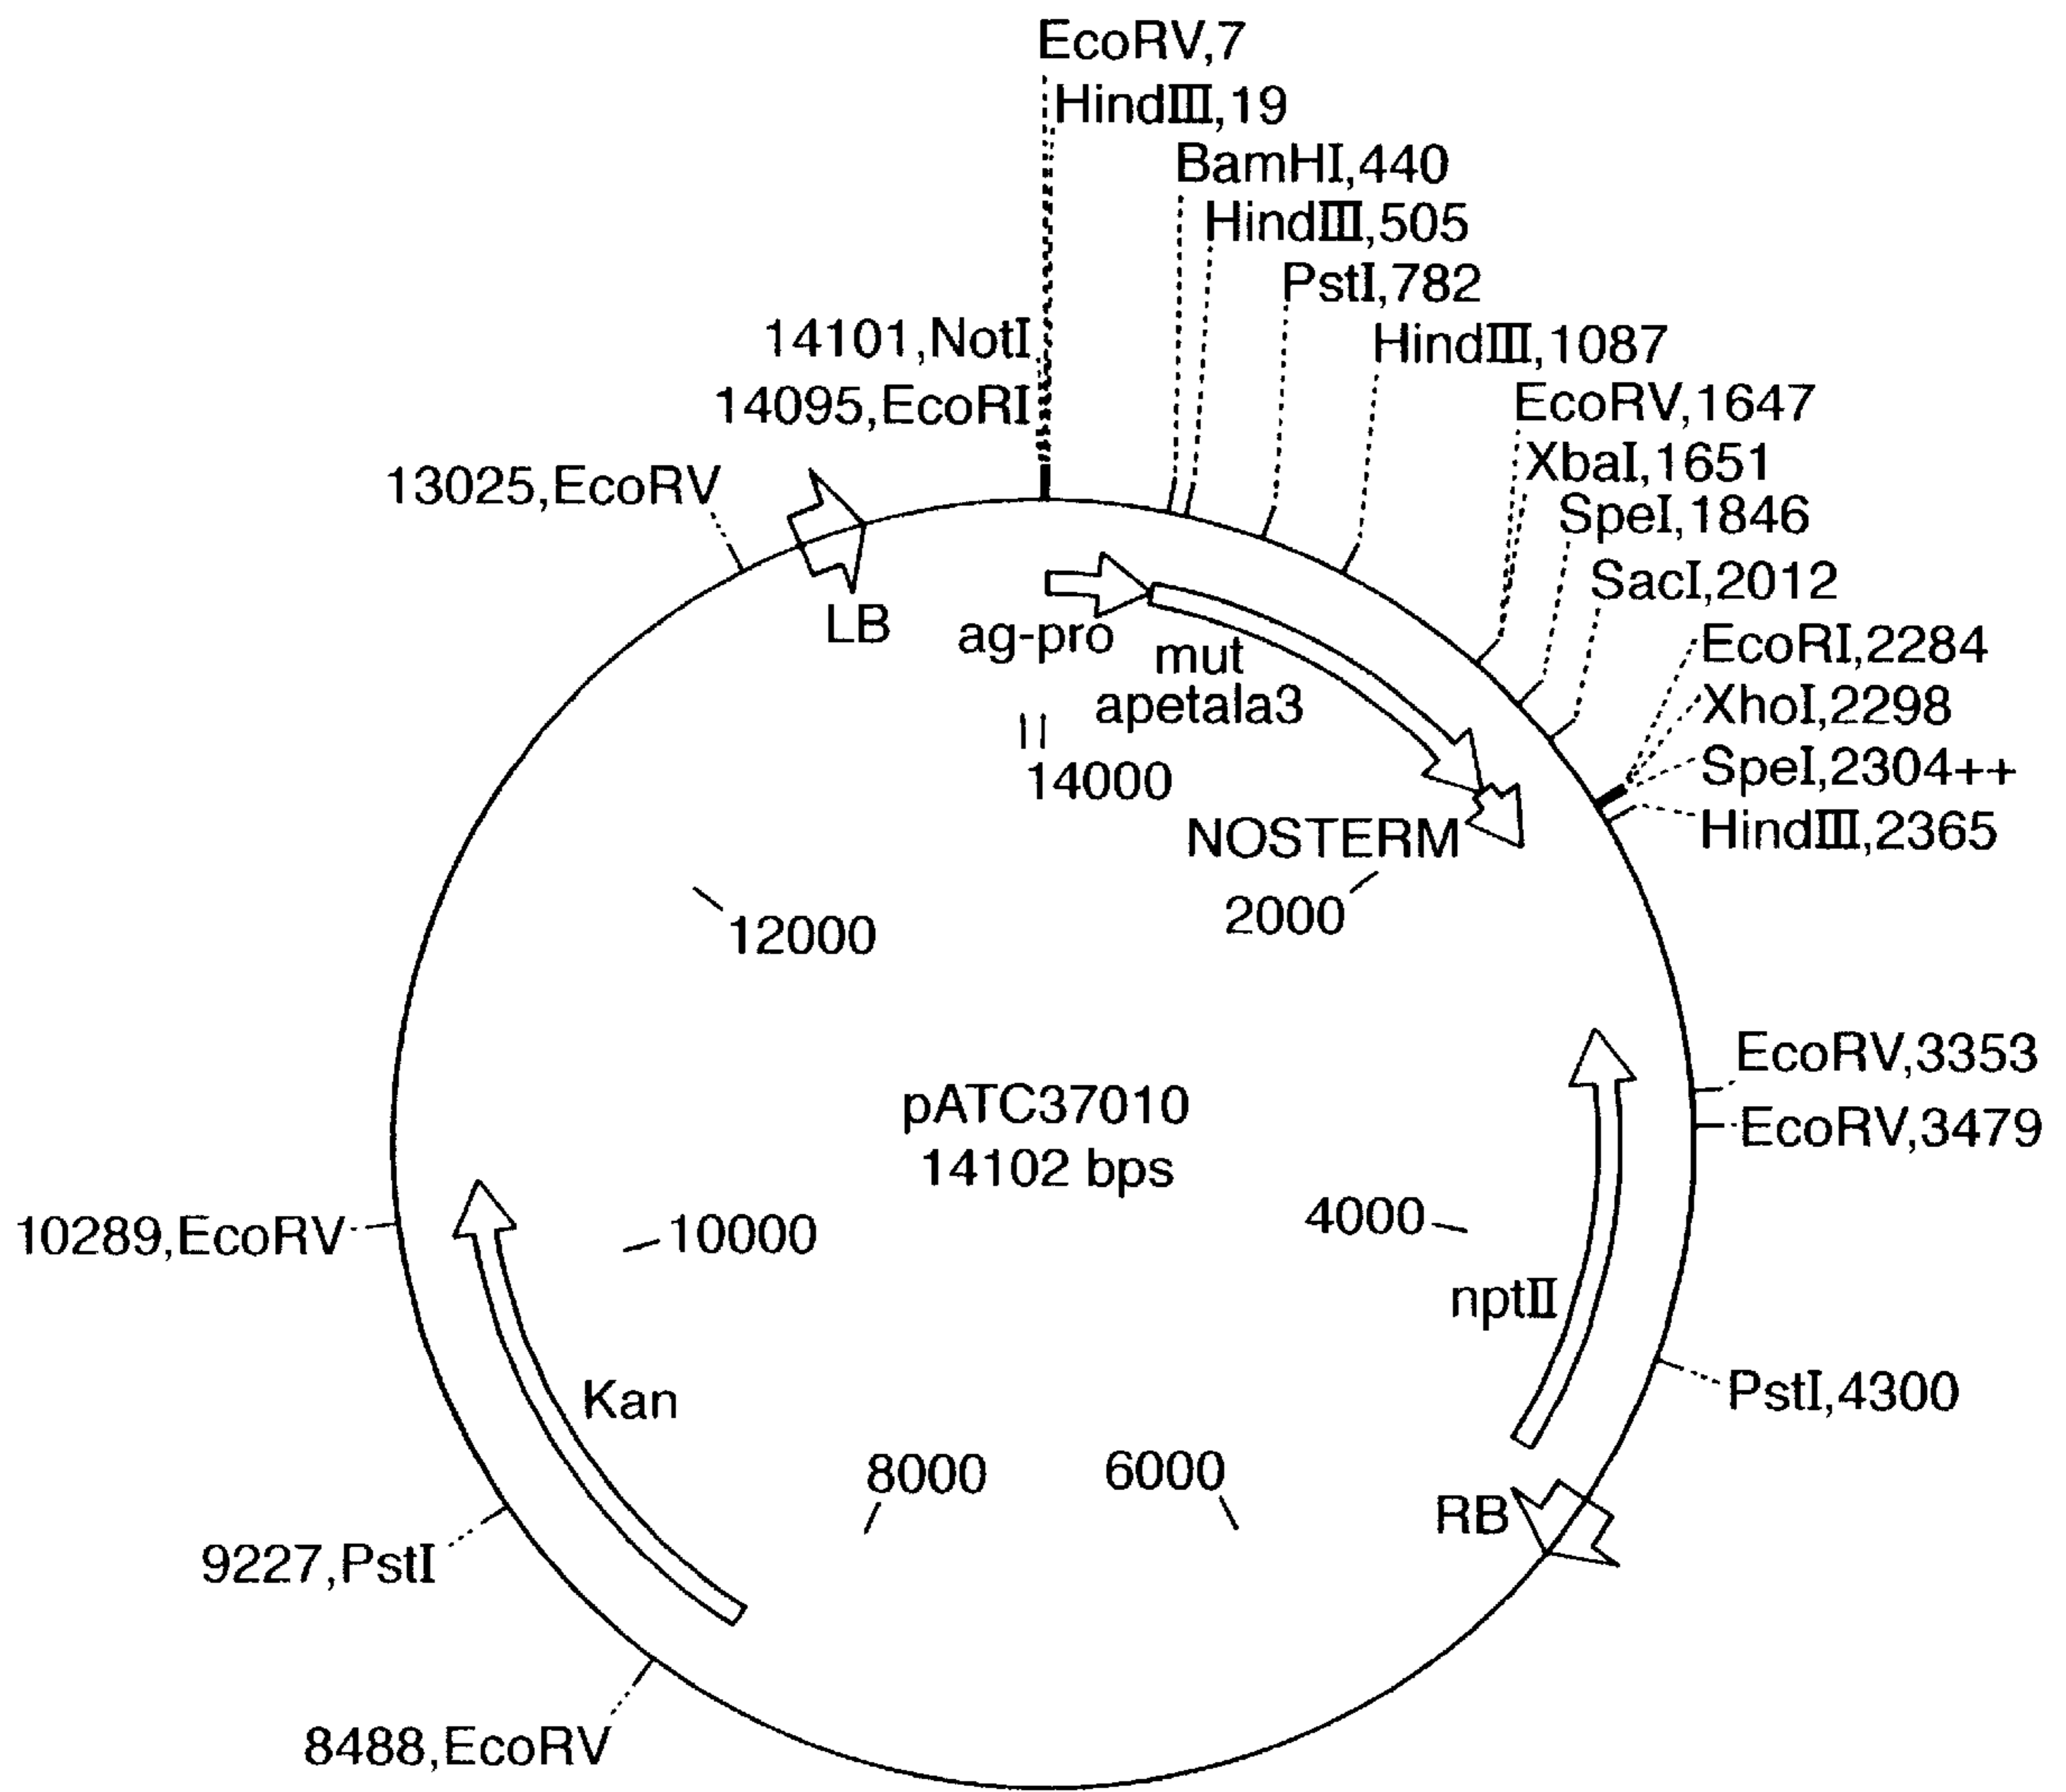 EcoRV,7
HindIII,19
BamHI,440
HindIII,505
PstI,782
14101,NotI
HindIII,1087
14095,EcoRI
EcoRV,1647
13025,EcoRV
XbaI,1651
SpeI,1846
SacI,2012
LB
ag-pro
EcoRI,2284
mut
apetala3
XhoI,2298
14000
SpeI,2304++
NOSTERM
HindIII,2365
2000
12000
EcoRV,3353
pATC37010
EcoRV,3479
14102 bps
4000
10289,EcoRV
10000
nptII
Kan
PstI,4300
8000
6000
RB
9227,PstI
8488,EcoRV